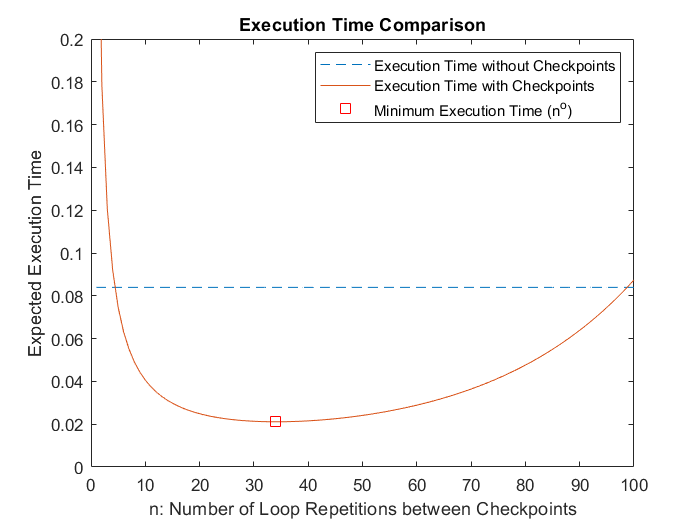 Execution Time Comparison
0.2
0.18
0.16
0.14
0.12
0.1
0.08
0.06
0.04
0.02
0
Expected Execution Time
Execution Time without Checkpoints
Execution Time with Checkpoints
Minimum Execution Time (nº)
0 10 20 30 40 50 60 70 80 90 100
n: Number of Loop Repetitions between Checkpoints